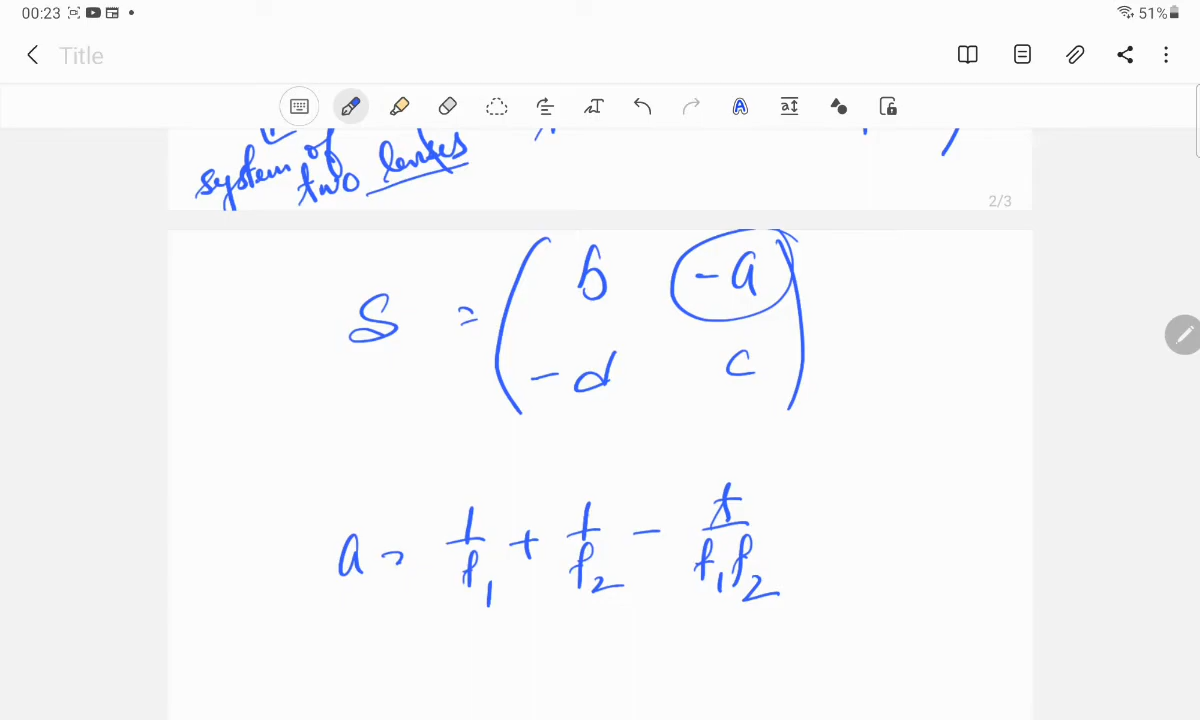 00:23 51%
Title
system of
two lenses
2/3
S = ( b -a
-d c )
a = 1/f1 + 1/f2 - t/f1f2